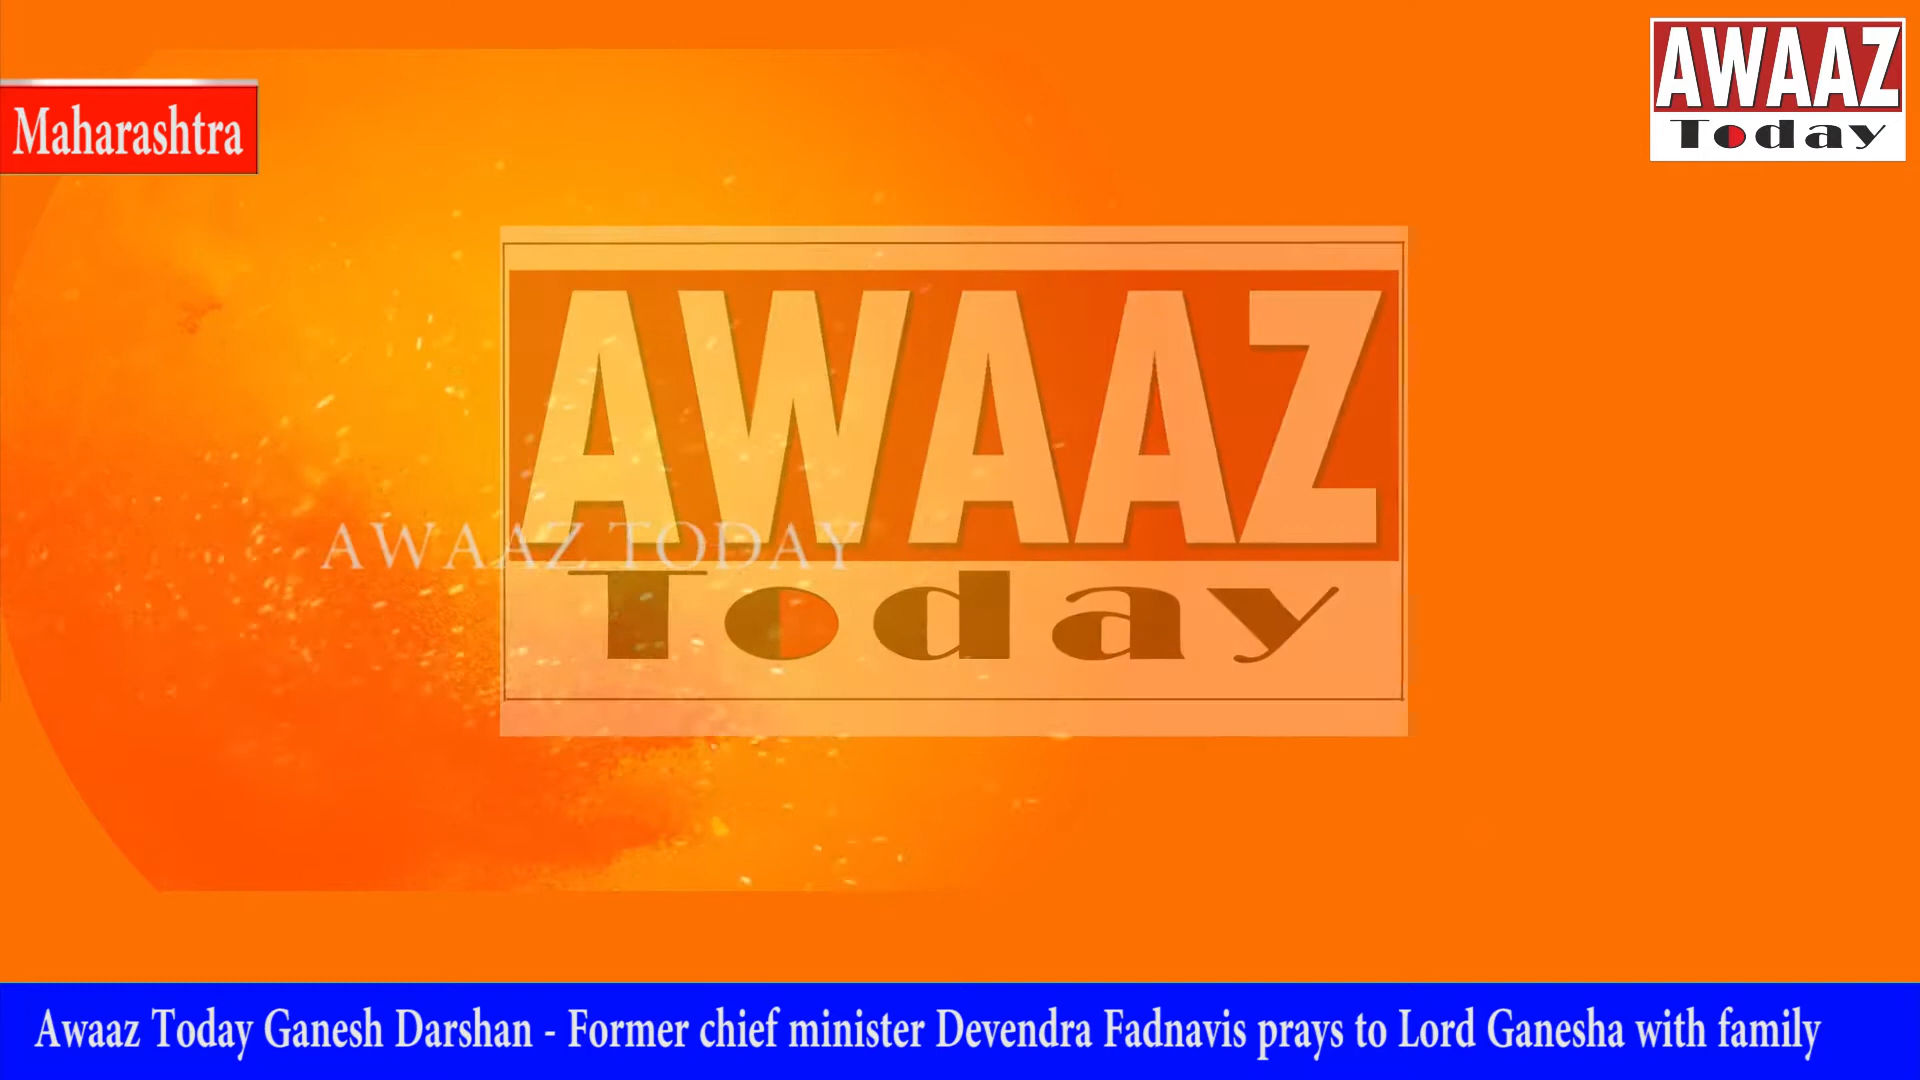 AWAAZ
Today
Maharashtra
AWAAZ
AWAAZ TODAY
Today
Awaaz Today Ganesh Darshan - Former chief minister Devendra Fadnavis prays to Lord Ganesha with family